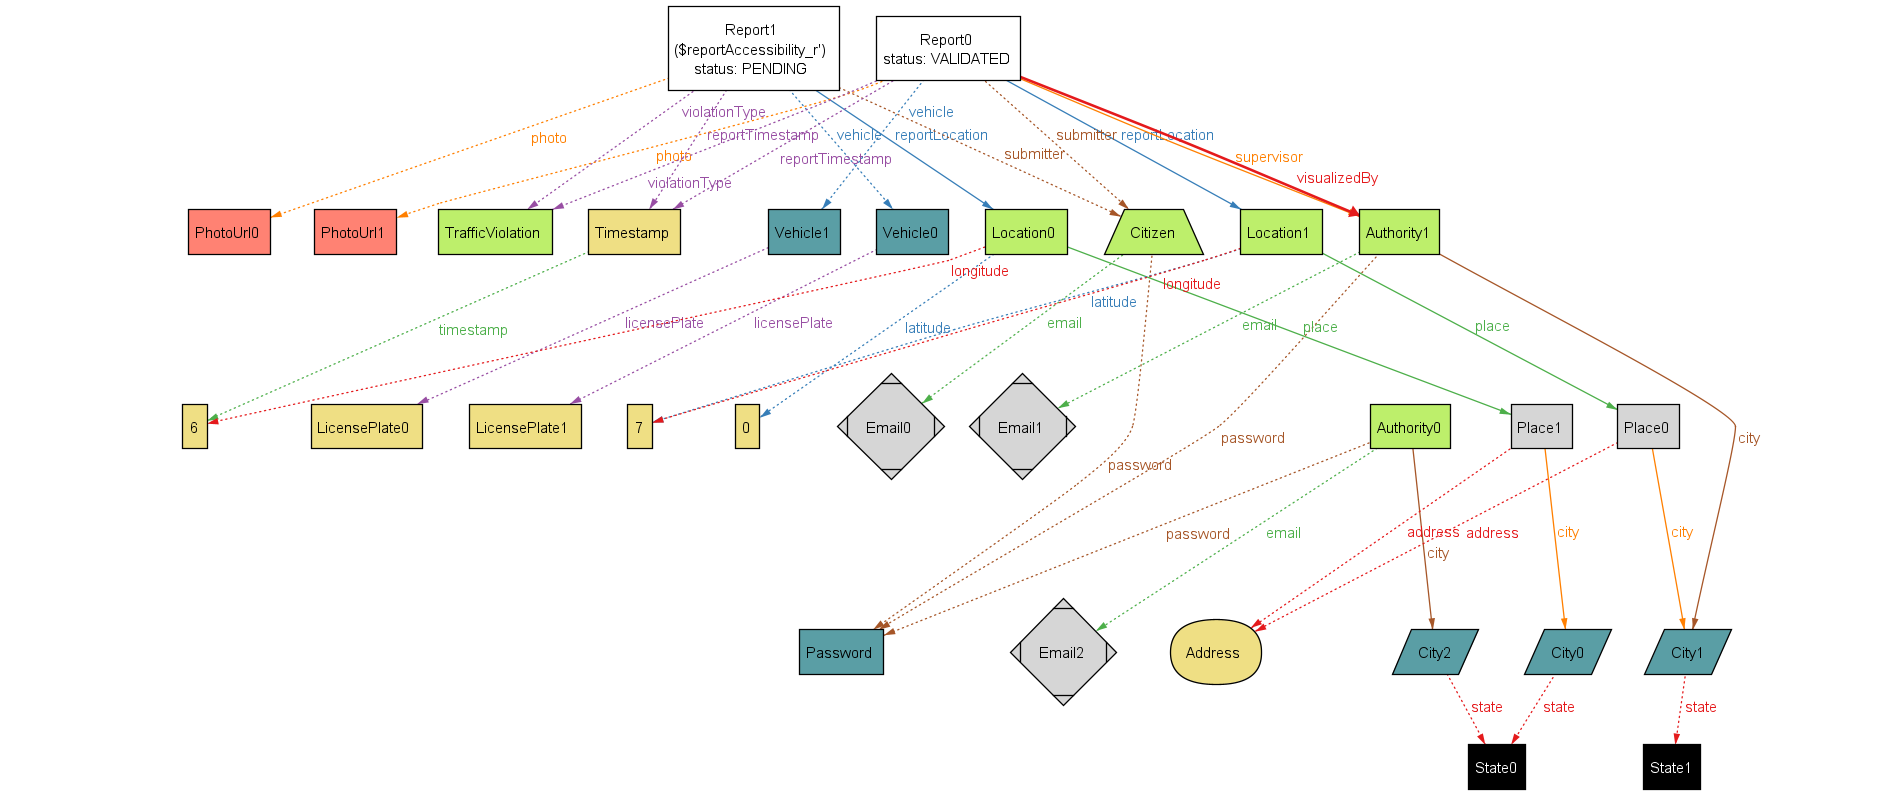 Report1
($reportAccessibility_r')
status: PENDING
Report0
status: VALIDATED
violationType
vehicle
photo
reportTimestamp
vehicle
reportLocation
submitter
reportLocation
photo
reportTimestamp
submitter
supervisor
violationType
visualizedBy
PhotoUrl0
PhotoUrl1
TrafficViolation
Timestamp
Vehicle1
Vehicle0
Location0
Citizen
Location1
Authority1
longitude
longitude
latitude
timestamp
licensePlate
licensePlate
latitude
email
email
place
place
6
LicensePlate0
LicensePlate1
7
0
Email0
Email1
Authority0
Place1
Place0
password
city
password
password
email
address
address
city
city
city
Password
Email2
Address
City2
City0
City1
state
state
state
State0
State1